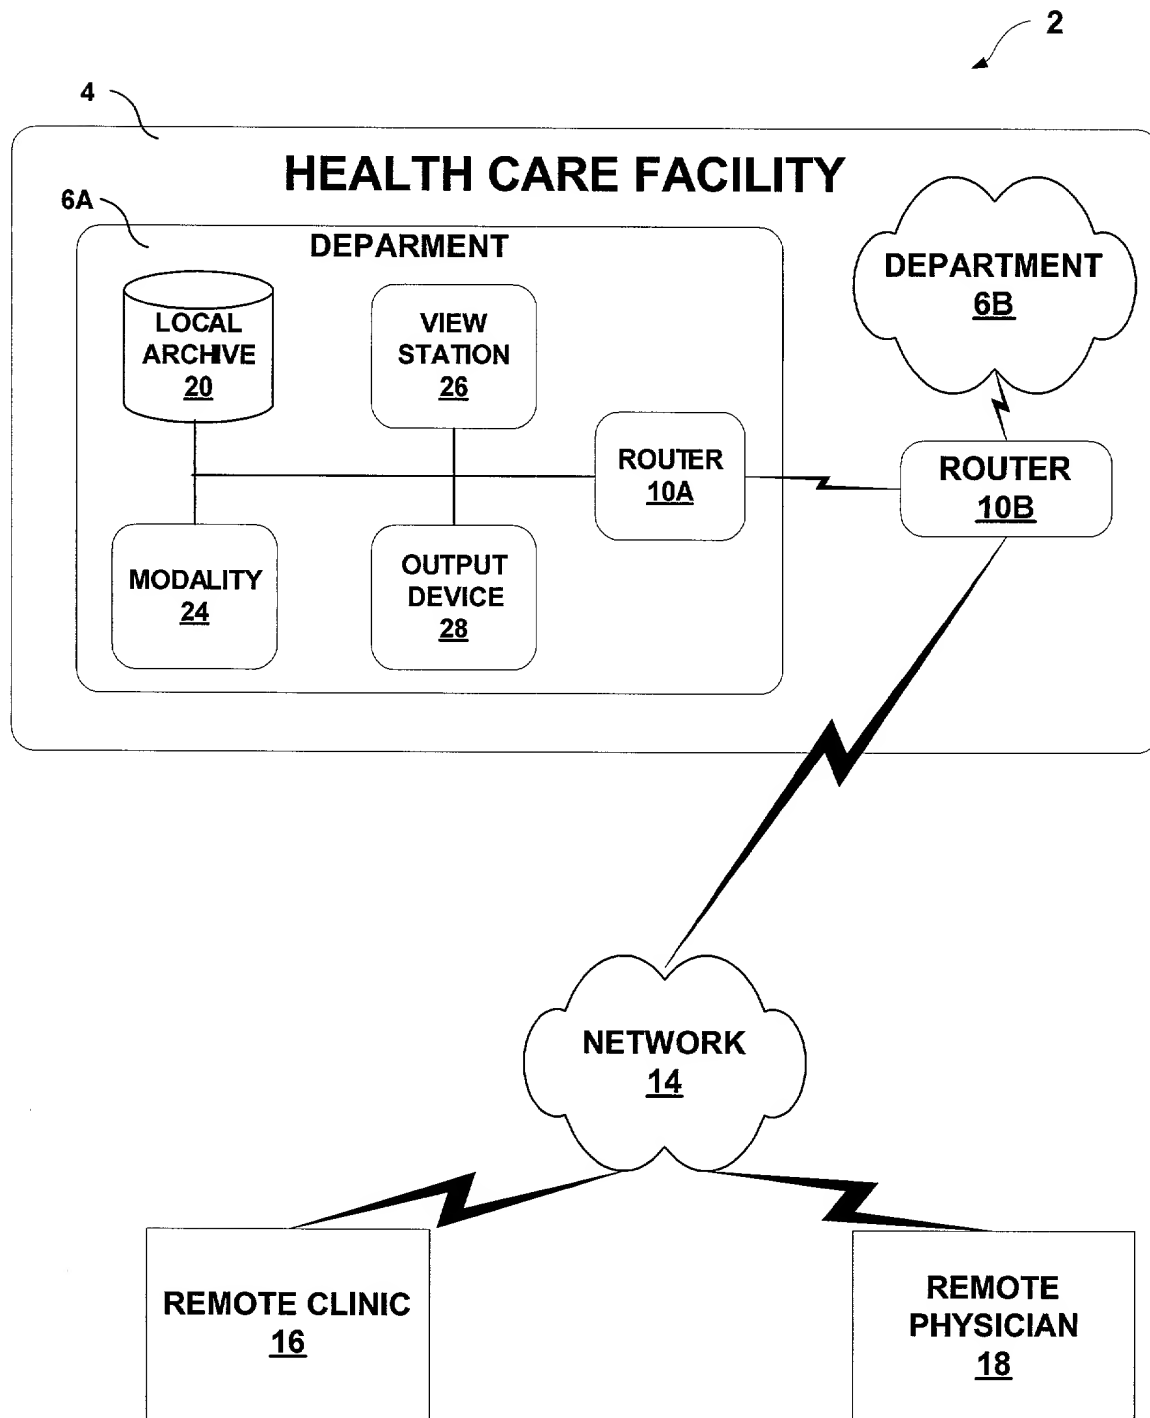 2
4
HEALTH CARE FACILITY
6A
DEPARMENT
LOCAL
ARCHIVE
20
VIEW
STATION
26
DEPARTMENT
6B
ROUTER
10A
ROUTER
10B
MODALITY
24
OUTPUT
DEVICE
28
NETWORK
14
REMOTE CLINIC
16
REMOTE
PHYSICIAN
18